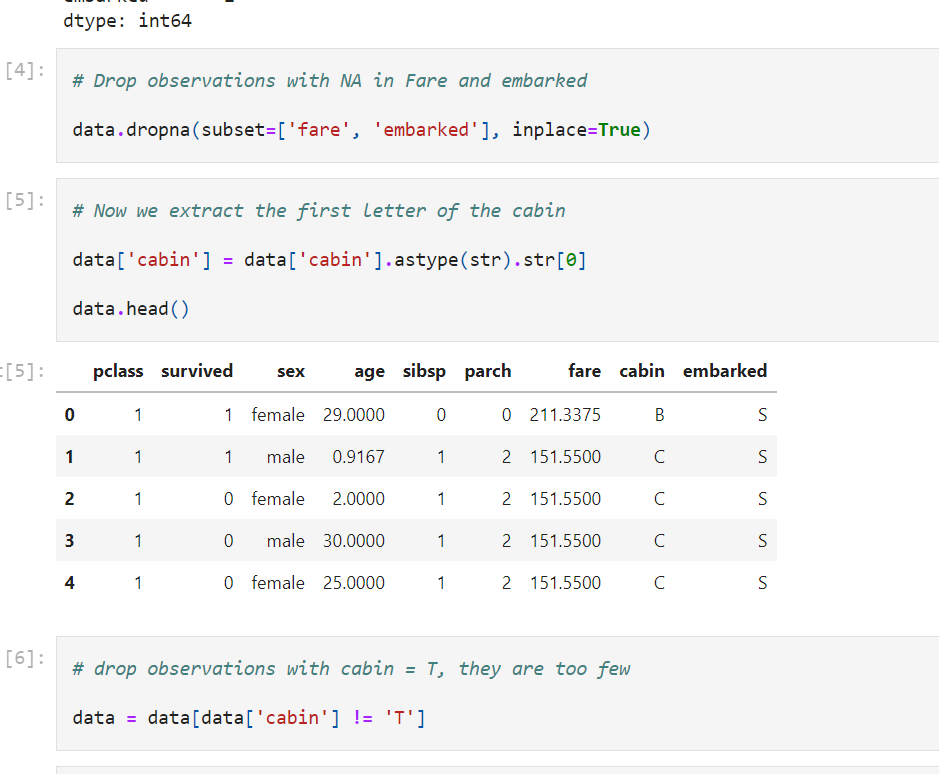 dtype: int64
[4]:
# Drop observations with NA in Fare and embarked
data.dropna(subset=['fare', 'embarked'], inplace=True)
[5]:
# Now we extract the first letter of the cabin
data['cabin'] = data['cabin'].astype(str).str[0]
data.head()
[5]:
pclass survived sex age sibsp parch fare cabin embarked
0 1 1 female 29.0000 0 0 211.3375 B S
1 1 1 male 0.9167 1 2 151.5500 C S
2 1 0 female 2.0000 1 2 151.5500 C S
3 1 0 male 30.0000 1 2 151.5500 C S
4 1 0 female 25.0000 1 2 151.5500 C S
[6]:
# drop observations with cabin = T, they are too few
data = data[data['cabin'] != 'T']